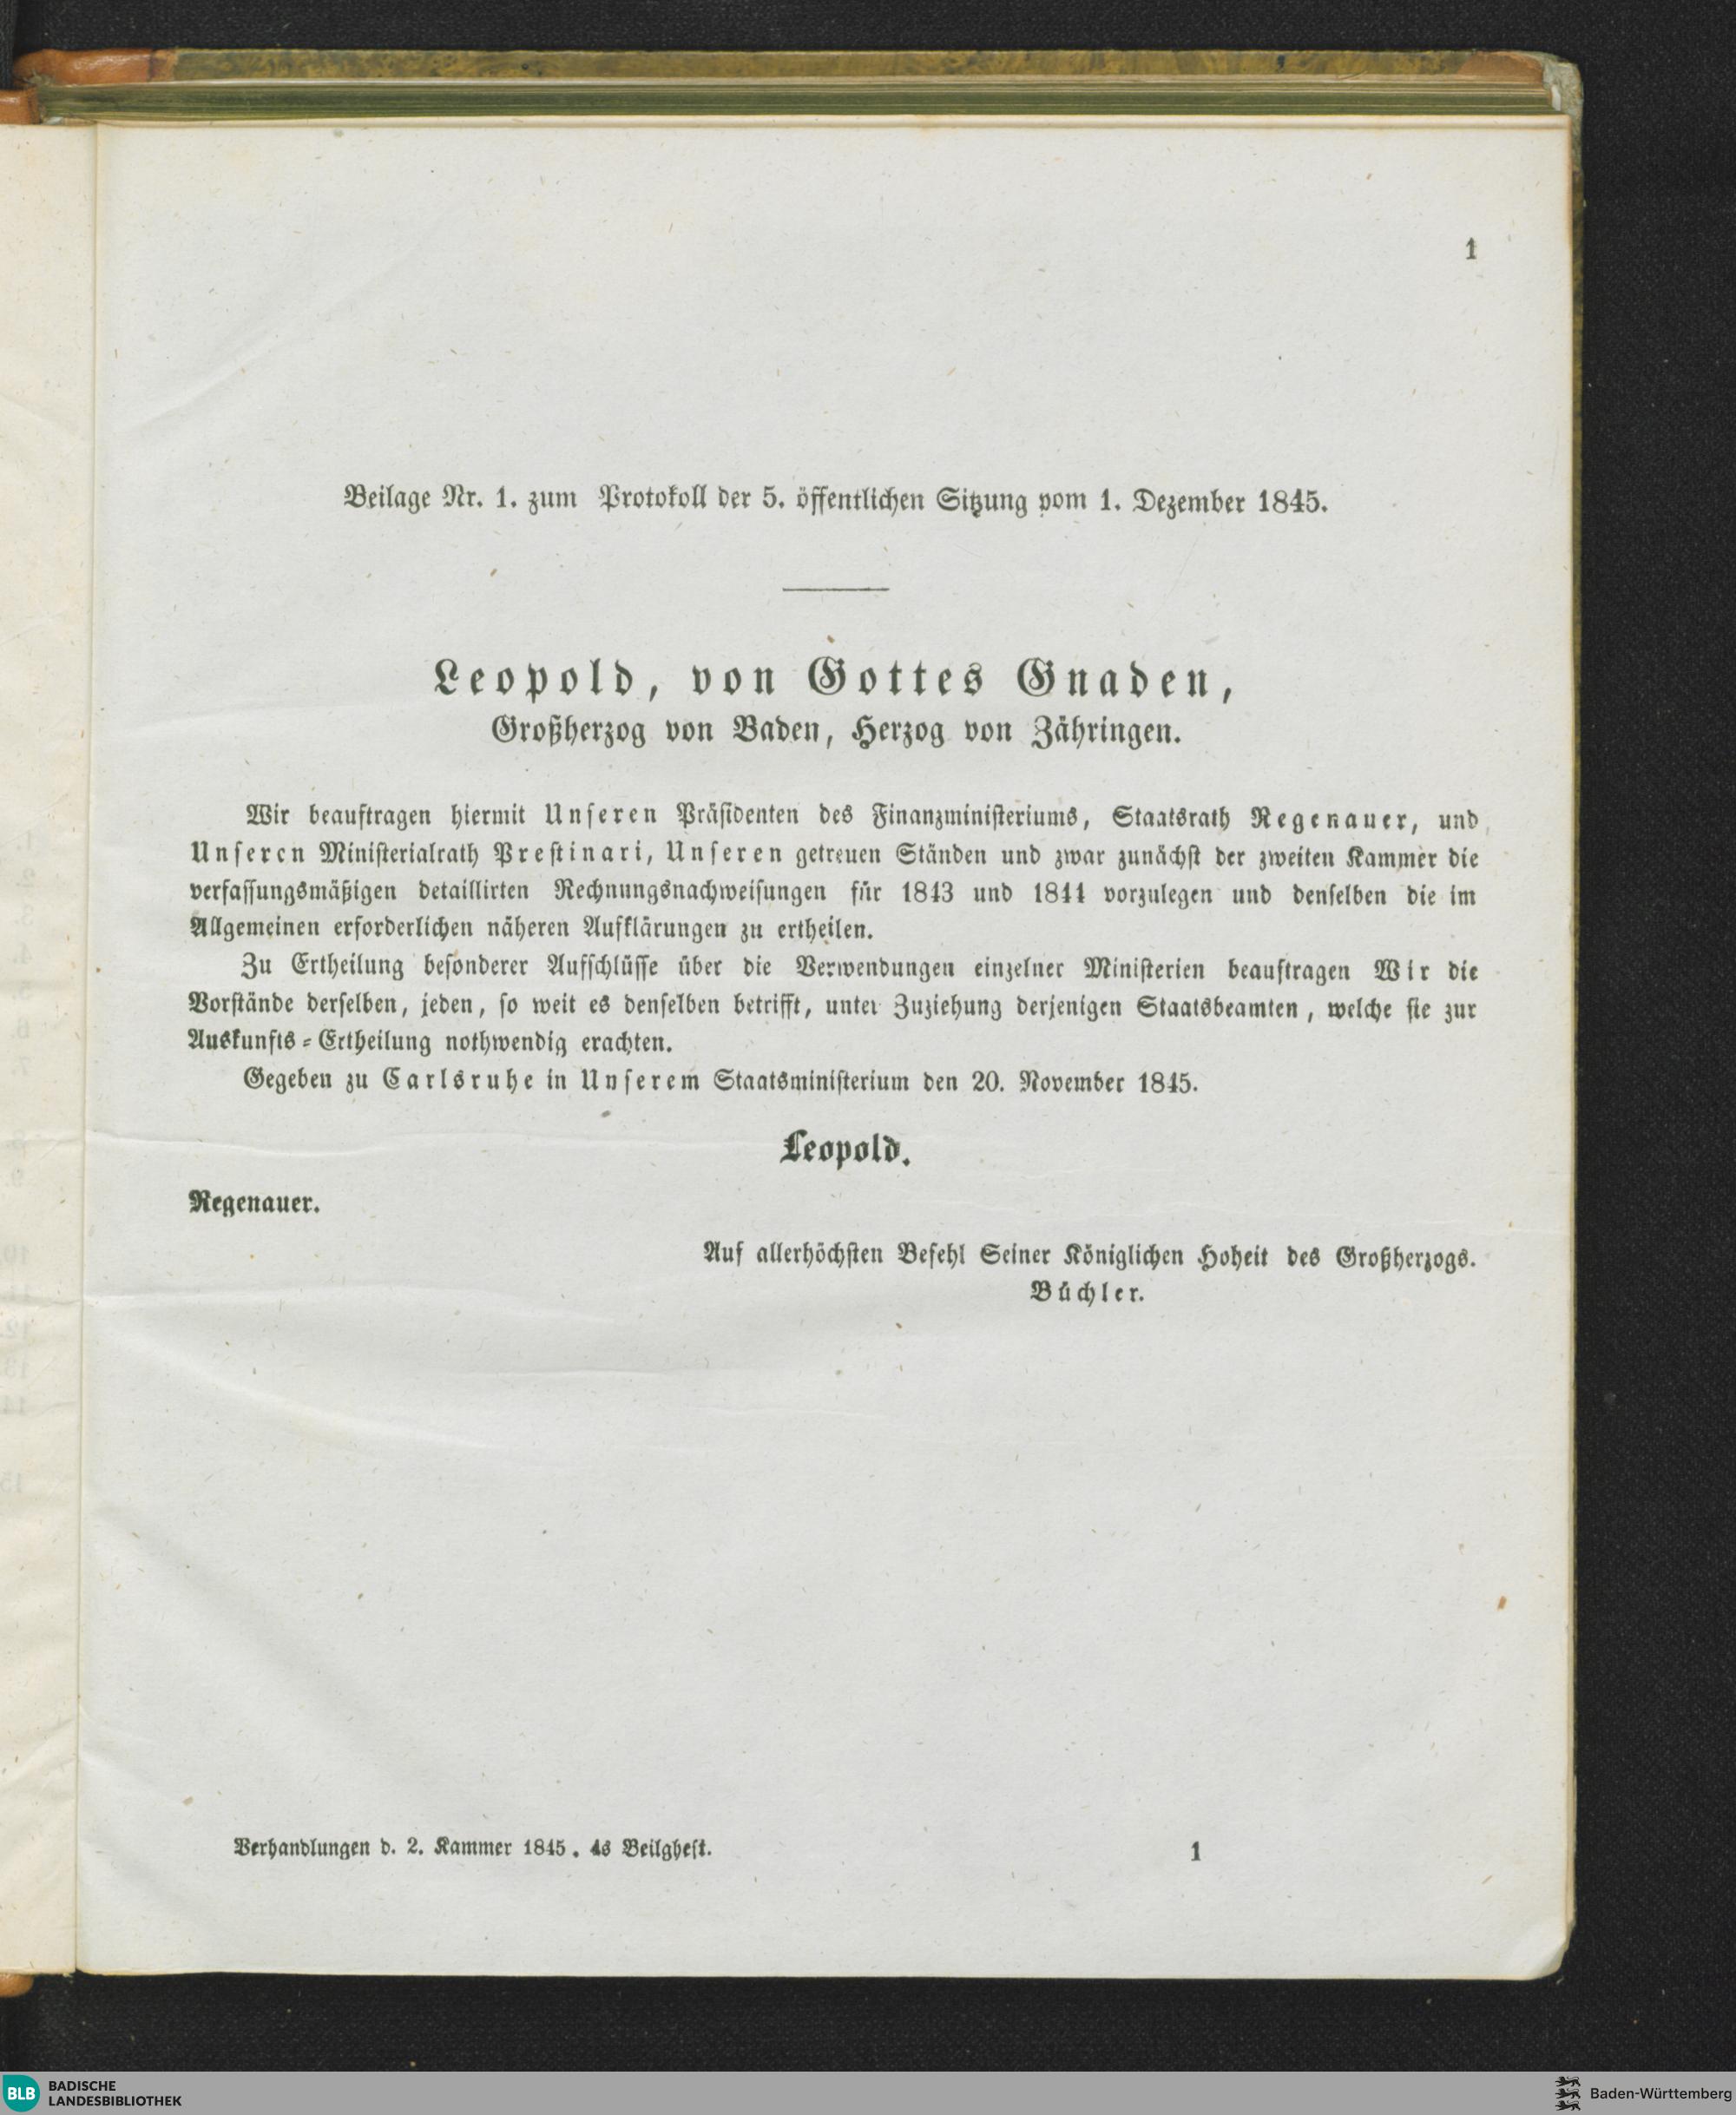 1
Beilage Nr. 1. zum Protokoll der 5. öffentlichen Sitzung vom 1. Dezember 1845.
Leopold, von Gottes Gnaden,
Großherzog von Baden, Herzog von Zähringen.
Wir beauftragen hiermit Unseren Präsidenten des Finanzministeriums, Staatsrath Regenauer, und
Unseren Ministerialrath Prestinari, Unseren getreuen Ständen und zwar zunächst der zweiten Kammer die
verfassungsmäßigen detaillirten Rechnungsnachweisungen für 1843 und 1844 vorzulegen und denselben die im
Allgemeinen erforderlichen näheren Aufklärungen zu ertheilen.
Zu Ertheilung besonderer Aufschlüsse über die Verwendungen einzelner Ministerien beauftragen Wir die
Vorstände derselben, jeden, so weit es denselben betrifft, unter Zuziehung derjenigen Staatsbeamten, welche sie zur
Auskunfts-Ertheilung nothwendig erachten.
Gegeben zu Carlsruhe in Unserem Staatsministerium den 20. November 1845.
Leopold.
Regenauer.
Auf allerhöchsten Befehl Seiner Königlichen Hoheit des Großherzogs.
Büchler.
Verhandlungen d. 2. Kammer 1845. 4s Beilgheft. 1
BLB BADISCHE
LANDESBIBLIOTHEK
Baden-Württemberg